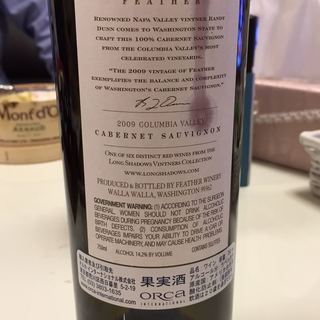 FEATHER
RENOWNED NAPA VALLEY VINTNER RANDY
DUNN COMES TO WASHINGTON STATE TO
CRAFT THIS 100% CABERNET SAUVIGNON
FROM THE COLUMBIA VALLEY'S MOST
CELEBRATED VINEYARDS.
"THE 2009 VINTAGE OF FEATHER
EXEMPLIFIES THE BALANCE AND COMPLEXITY
OF WASHINGTON'S CABERNET SAUVIGNON."
2009 COLUMBIA VALLEY
CABERNET SAUVIGNON
ONE OF SIX DISTINCT RED WINES FROM THE
LONG SHADOWS VINTNERS COLLECTION
WWW.LONGSHADOWS.COM
PRODUCED & BOTTLED BY FEATHER WINERY
WALLA WALLA, WASHINGTON 99362
GOVERNMENT WARNING: (1) ACCORDING TO THE SURGEON
GENERAL, WOMEN SHOULD NOT DRINK ALCOHOLIC
BEVERAGES DURING PREGNANCY BECAUSE OF THE RISK OF
BIRTH DEFECTS. (2) CONSUMPTION OF ALCOHOLIC
BEVERAGES IMPAIRS YOUR ABILITY TO DRIVE A CAR OR
OPERATE MACHINERY, AND MAY CAUSE HEALTH PROBLEMS.
750ml ALCOHOL 14.2% BY VOLUME CONTAINS SULFITES
果実酒
ORCA
INTERNATIONAL
Mont d'O